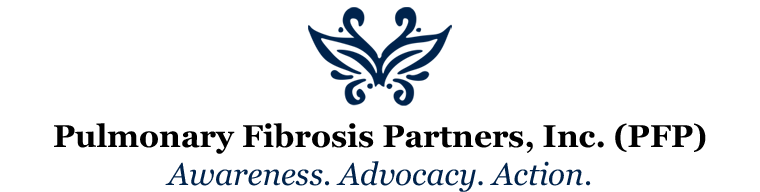 Pulmonary Fibrosis Partners, Inc. (PFP)
Awareness. Advocacy. Action.